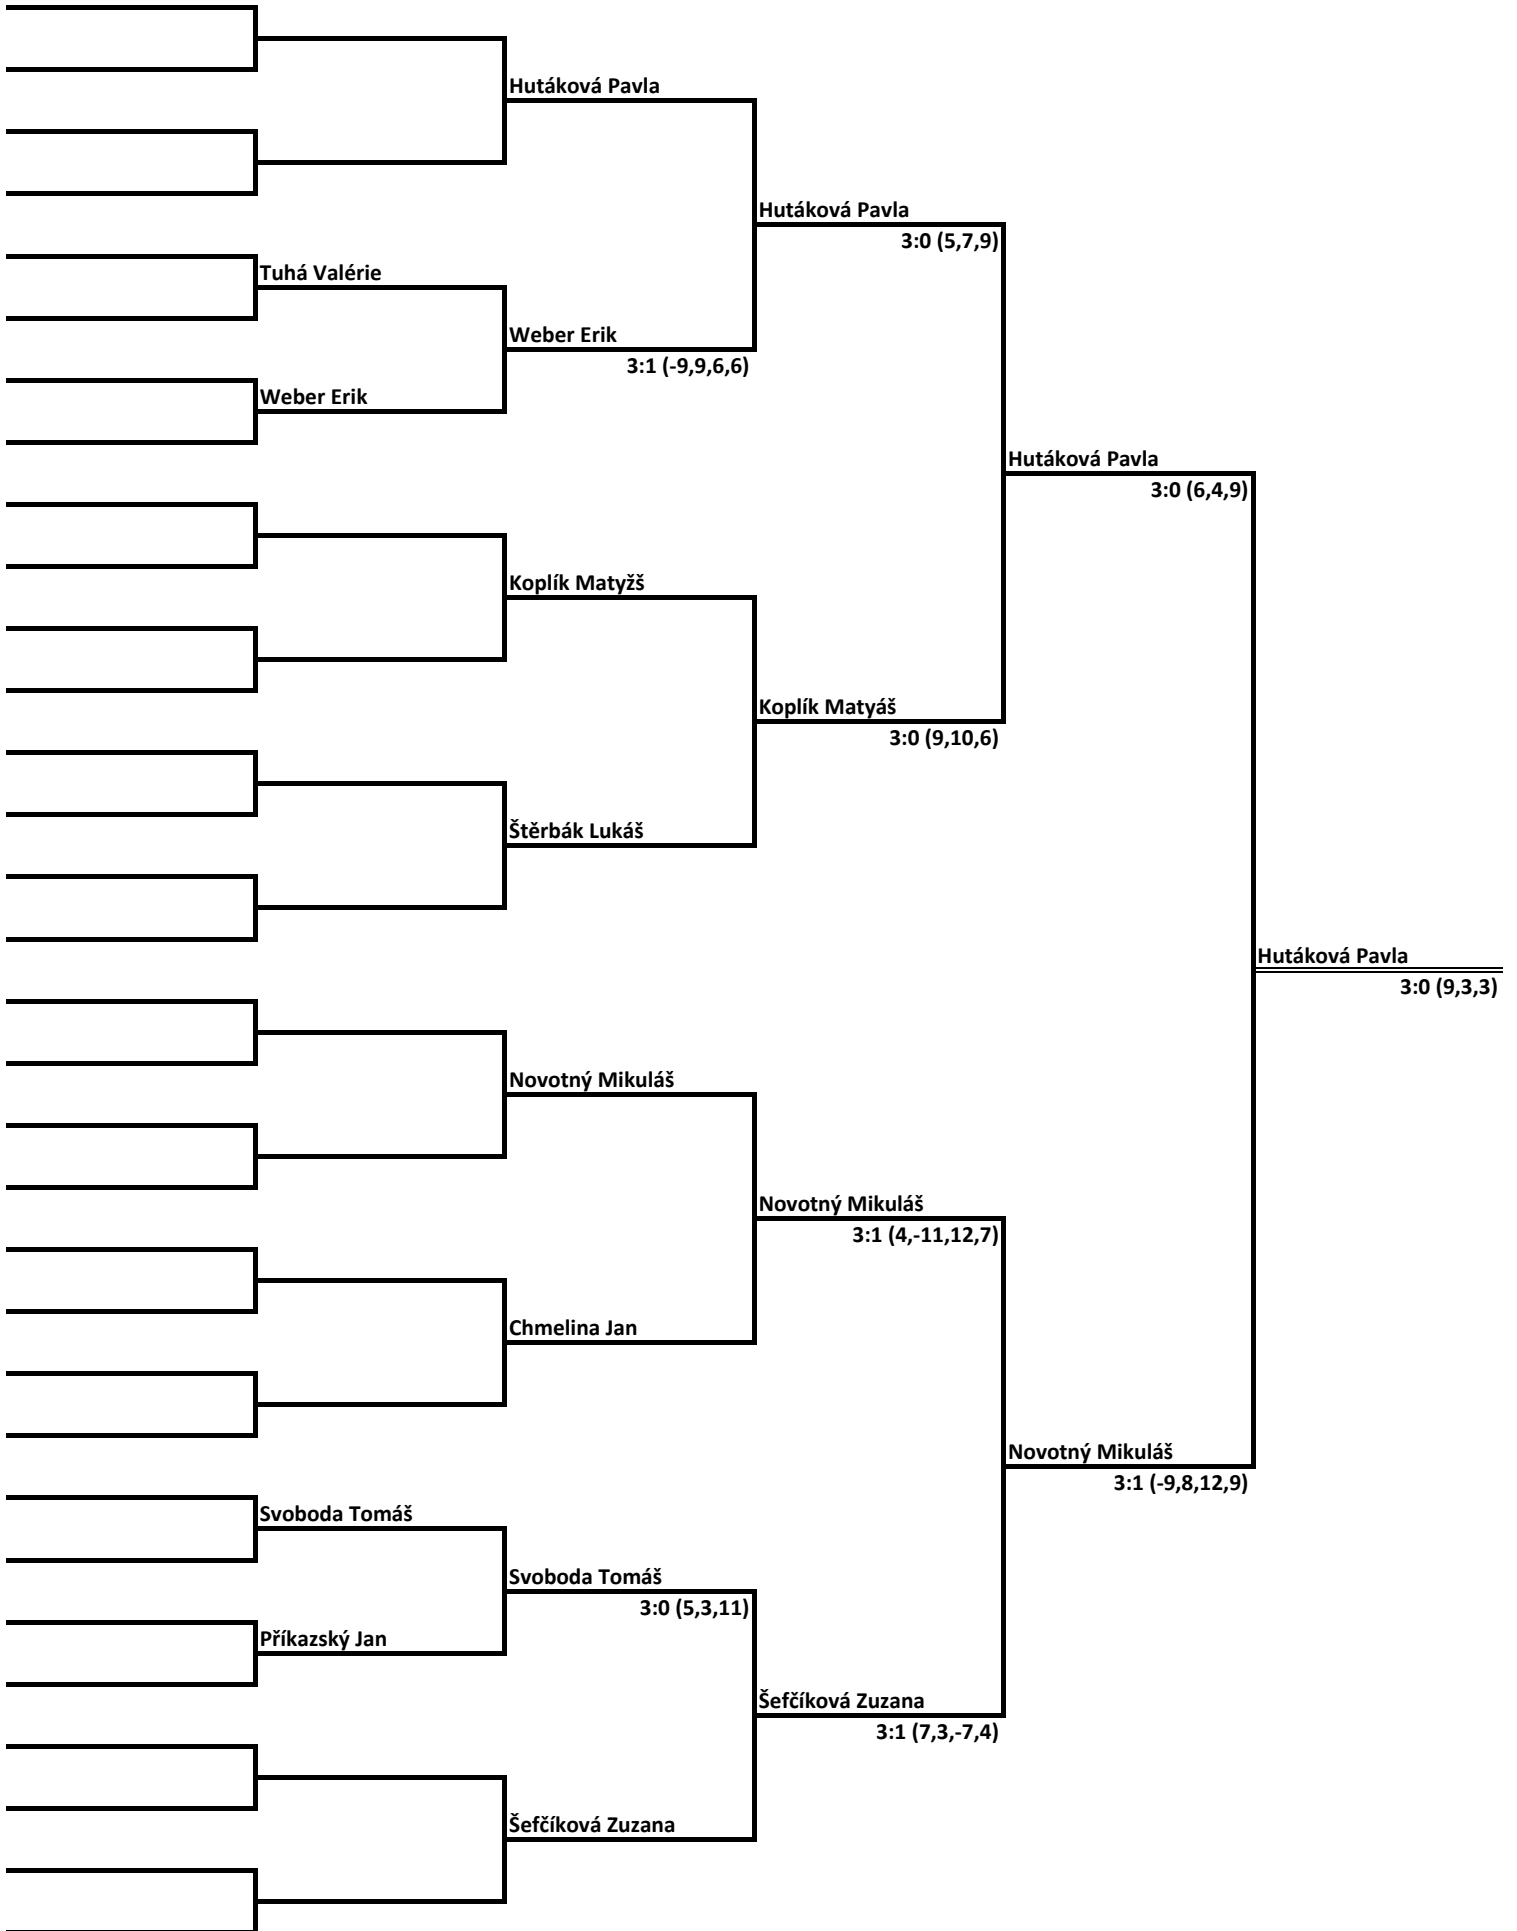 Hutáková Pavla
Hutáková Pavla
3:0 (5,7,9)
Tuhá Valérie
Weber Erik
3:1 (-9,9,6,6)
Weber Erik
Hutáková Pavla
3:0 (6,4,9)
Koplík Matyžš
Koplík Matyáš
3:0 (9,10,6)
Štěrbák Lukáš
Hutáková Pavla
3:0 (9,3,3)
Novotný Mikuláš
Novotný Mikuláš
3:1 (4,-11,12,7)
Chmelina Jan
Novotný Mikuláš
3:1 (-9,8,12,9)
Svoboda Tomáš
Svoboda Tomáš
3:0 (5,3,11)
Příkazský Jan
Šefčíková Zuzana
3:1 (7,3,-7,4)
Šefčíková Zuzana